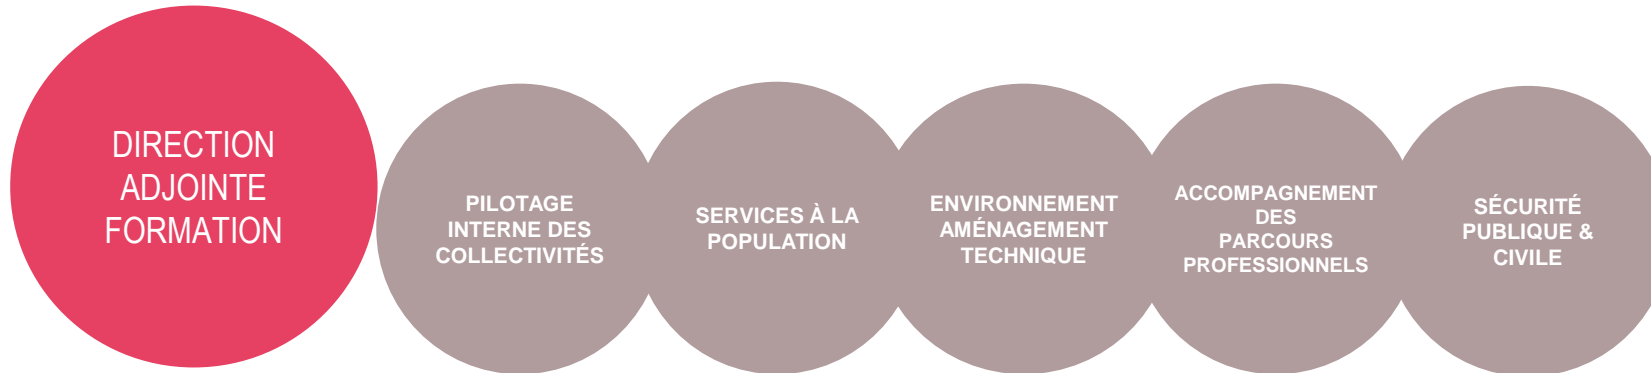 DIRECTION
ADJOINTE
FORMATION
PILOTAGE
INTERNE DES
COLLECTIVITÉS
SERVICES À LA
POPULATION
ENVIRONNEMENT
AMÉNAGEMENT
TECHNIQUE
ACCOMPAGNEMENT
DES
PARCOURS
PROFESSIONNELS
SÉCURITÉ
PUBLIQUE &
CIVILE